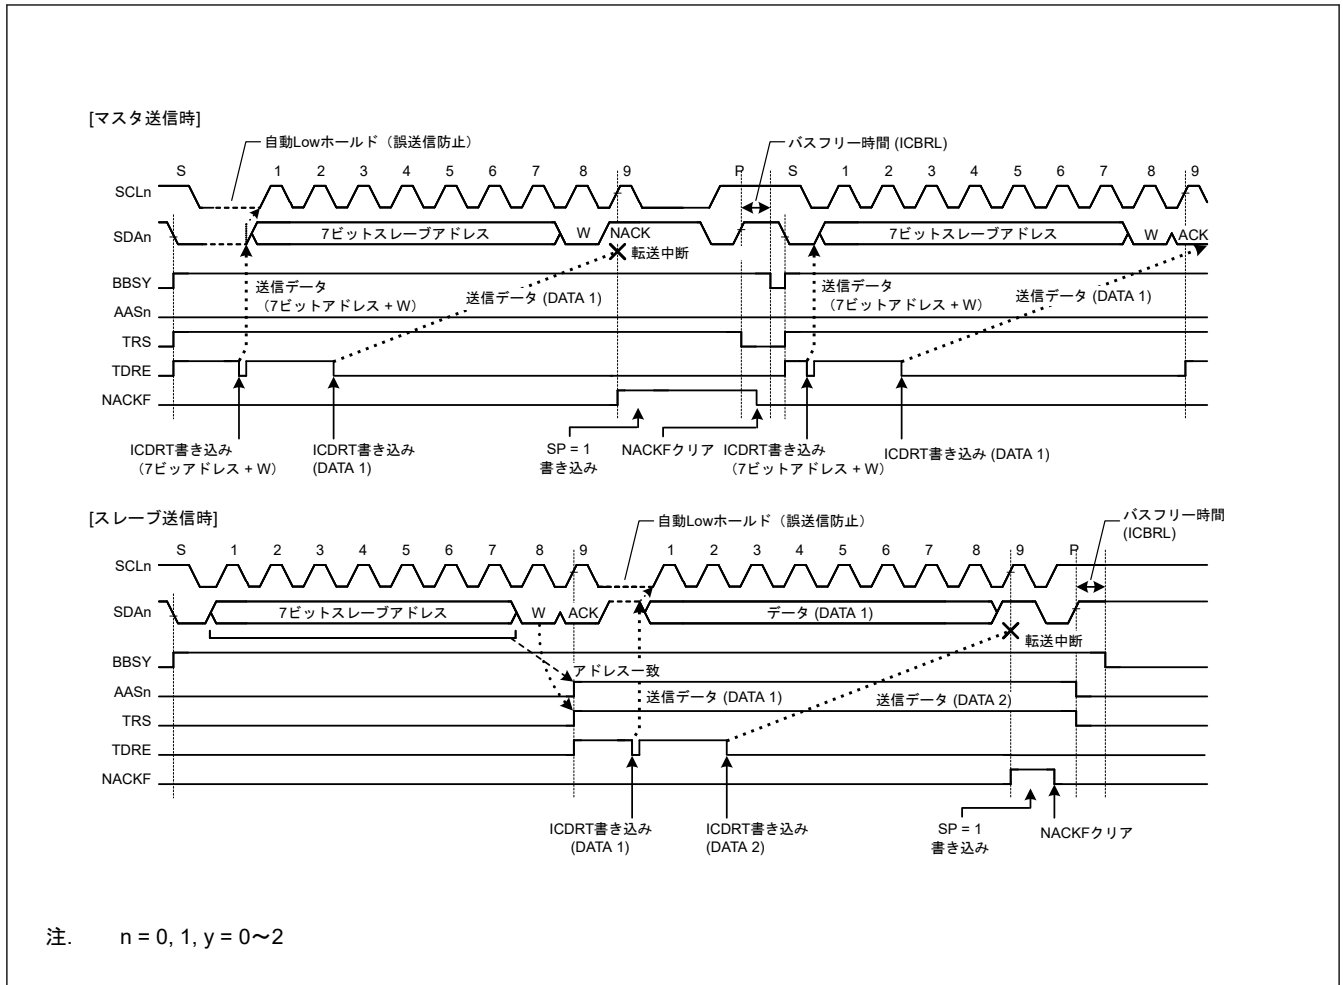 [マスタ送信時]
自動Lowホールド（誤送信防止）
バスフリー時間 (ICBRL)
S 1 2 3 4 5 6 7 8 9 P S 1 2 3 4 5 6 7 8 9
SCLn
SDAn 7ビットスレーブアドレス W NACK 7ビットスレーブアドレス W ACK
転送中断
BBSY
送信データ
（7ビットアドレス + W）
送信データ (DATA 1)
送信データ
（7ビットアドレス + W）
送信データ (DATA 1)
AASn
TRS
TDRE
NACKF
ICDRT書き込み
（7ビッアドレス + W）
ICDRT書き込み
(DATA 1)
SP = 1
書き込み
NACKFクリア
ICDRT書き込み
（7ビットアドレス + W）
ICDRT書き込み (DATA 1)
[スレーブ送信時]
自動Lowホールド（誤送信防止）
バスフリー時間
(ICBRL)
S 1 2 3 4 5 6 7 8 9 1 2 3 4 5 6 7 8 9 P
SCLn
SDAn 7ビットスレーブアドレス W ACK データ (DATA 1)
転送中断
BBSY
アドレス一致
AASn
送信データ (DATA 1)
送信データ (DATA 2)
TRS
TDRE
NACKF
ICDRT書き込み
(DATA 1)
ICDRT書き込み
(DATA 2)
SP = 1
書き込み
NACKFクリア
注. n = 0, 1, y = 0～2